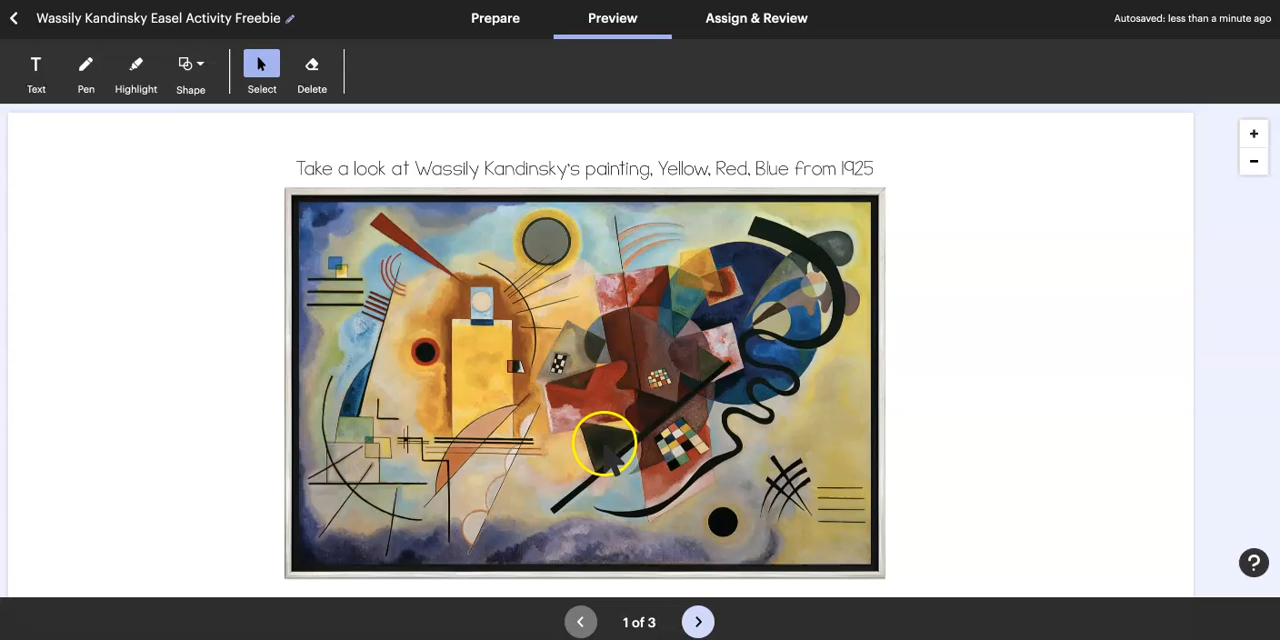 Wassily Kandinsky Easel Activity Freebie
Prepare
Preview
Assign & Review
Autosaved: less than a minute ago
Text
Pen
Highlight
Shape
Select
Delete
+
-
Take a look at Wassily Kandinsky's painting, Yellow, Red, Blue from 1925
?
1 of 3